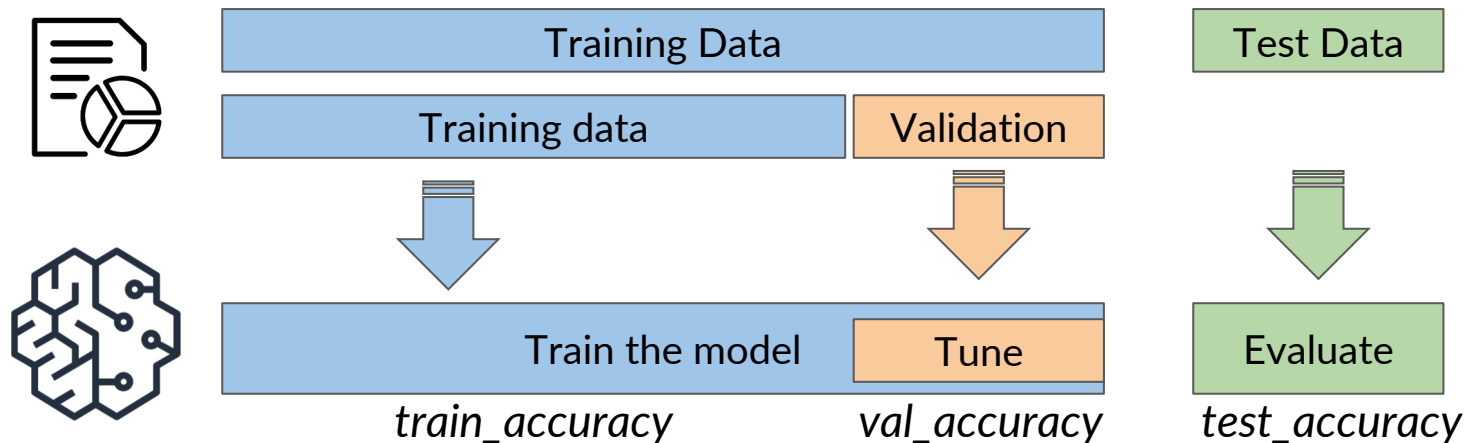 Training Data
Test Data
Training data
Validation
Train the model
Tune
Evaluate
train_accuracy
val_accuracy
test_accuracy